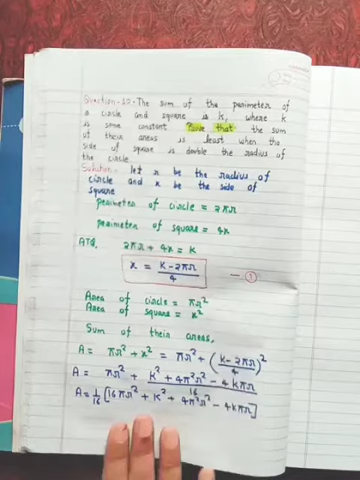 Question-10. The sum of the perimeter of
a circle and square is k, where k
is some constant. Prove that the sum
of their areas is least when the
side of square is double the radius of
the circle
Solution- let r be the radius of
circle and x be the side of
square
perimeter of circle = 2πr
perimeter of square = 4x
ATQ. 2πr + 4x = k
x = (k-2πr)/4 — ①
Area of circle = πr²
Area of square = x²
Sum of their areas.
A = πr² + x² = πr² + ((k-2πr)/4)²
A = πr² + (k² + 4π²r² - 4kπr)/16
A = 1/16 [16πr² + k² + 4π²r² - 4kπr]